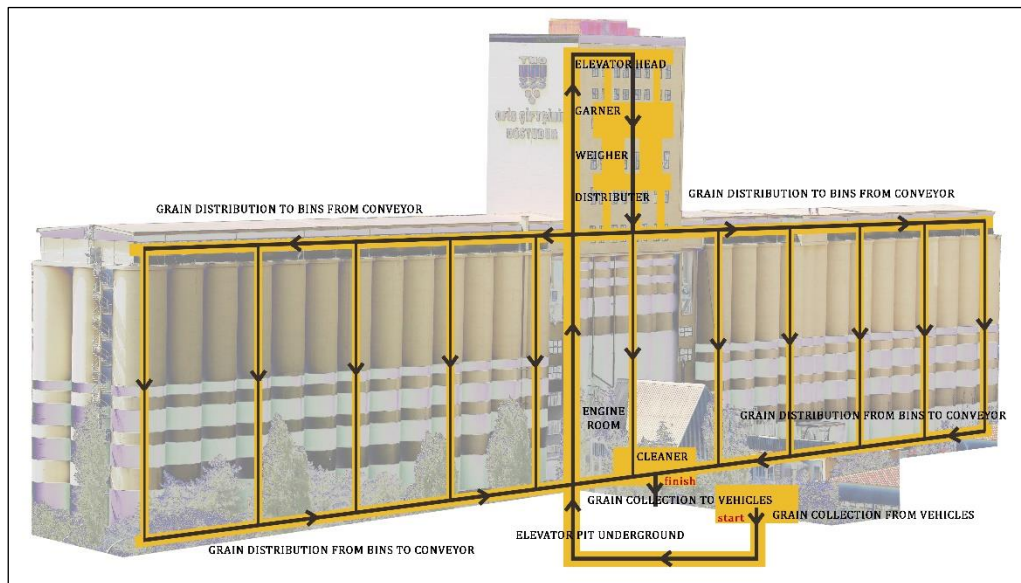 ELEVATOR HEAD
GARNER
WEIGHER
DISTRIBUTER
GRAIN DISTRIBUTION TO BINS FROM CONVEYOR
GRAIN DISTRIBUTION TO BINS FROM CONVEYOR
ENGINE
ROOM
GRAIN DISTRIBUTION FROM BINS TO CONVEYOR
CLEANER
finish
GRAIN COLLECTION TO VEHICLES
start
GRAIN COLLECTION FROM VEHICLES
ELEVATOR PIT UNDERGROUND
GRAIN DISTRIBUTION FROM BINS TO CONVEYOR